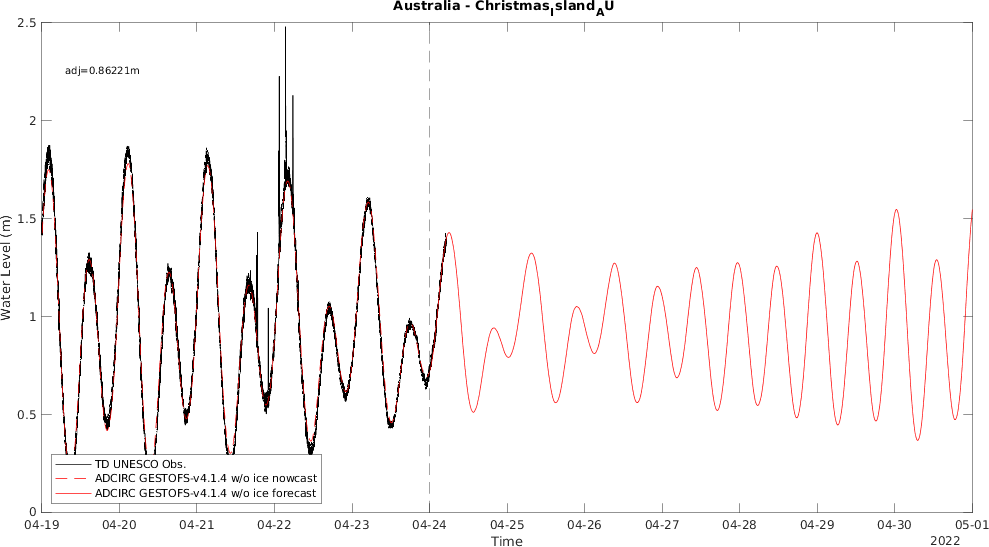 Australia - Christmas_Island_AU
2.5
adj=0.86221m
2
1.5
1
0.5
0
Water Level (m)
TD UNESCO Obs.
ADCIRC GESTOFS-v4.1.4 w/o ice nowcast
ADCIRC GESTOFS-v4.1.4 w/o ice forecast
04-19 04-20 04-21 04-22 04-23 04-24 04-25 04-26 04-27 04-28 04-29 04-30 05-01
Time
2022